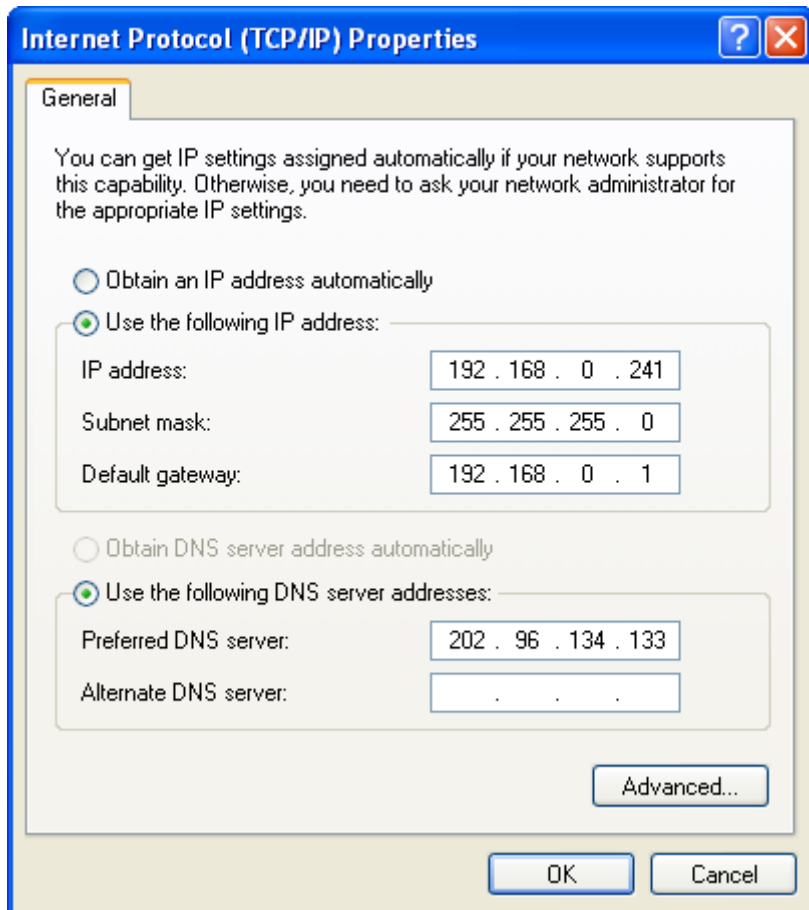 Internet Protocol (TCP/IP) Properties
General
You can get IP settings assigned automatically if your network supports
this capability. Otherwise, you need to ask your network administrator for
the appropriate IP settings.
Obtain an IP address automatically
Use the following IP address:
IP address: 192 . 168 . 0 . 241
Subnet mask: 255 . 255 . 255 . 0
Default gateway: 192 . 168 . 0 . 1
Obtain DNS server address automatically
Use the following DNS server addresses:
Preferred DNS server: 202 . 96 . 134 . 133
Alternate DNS server: . . .
Advanced...
OK Cancel